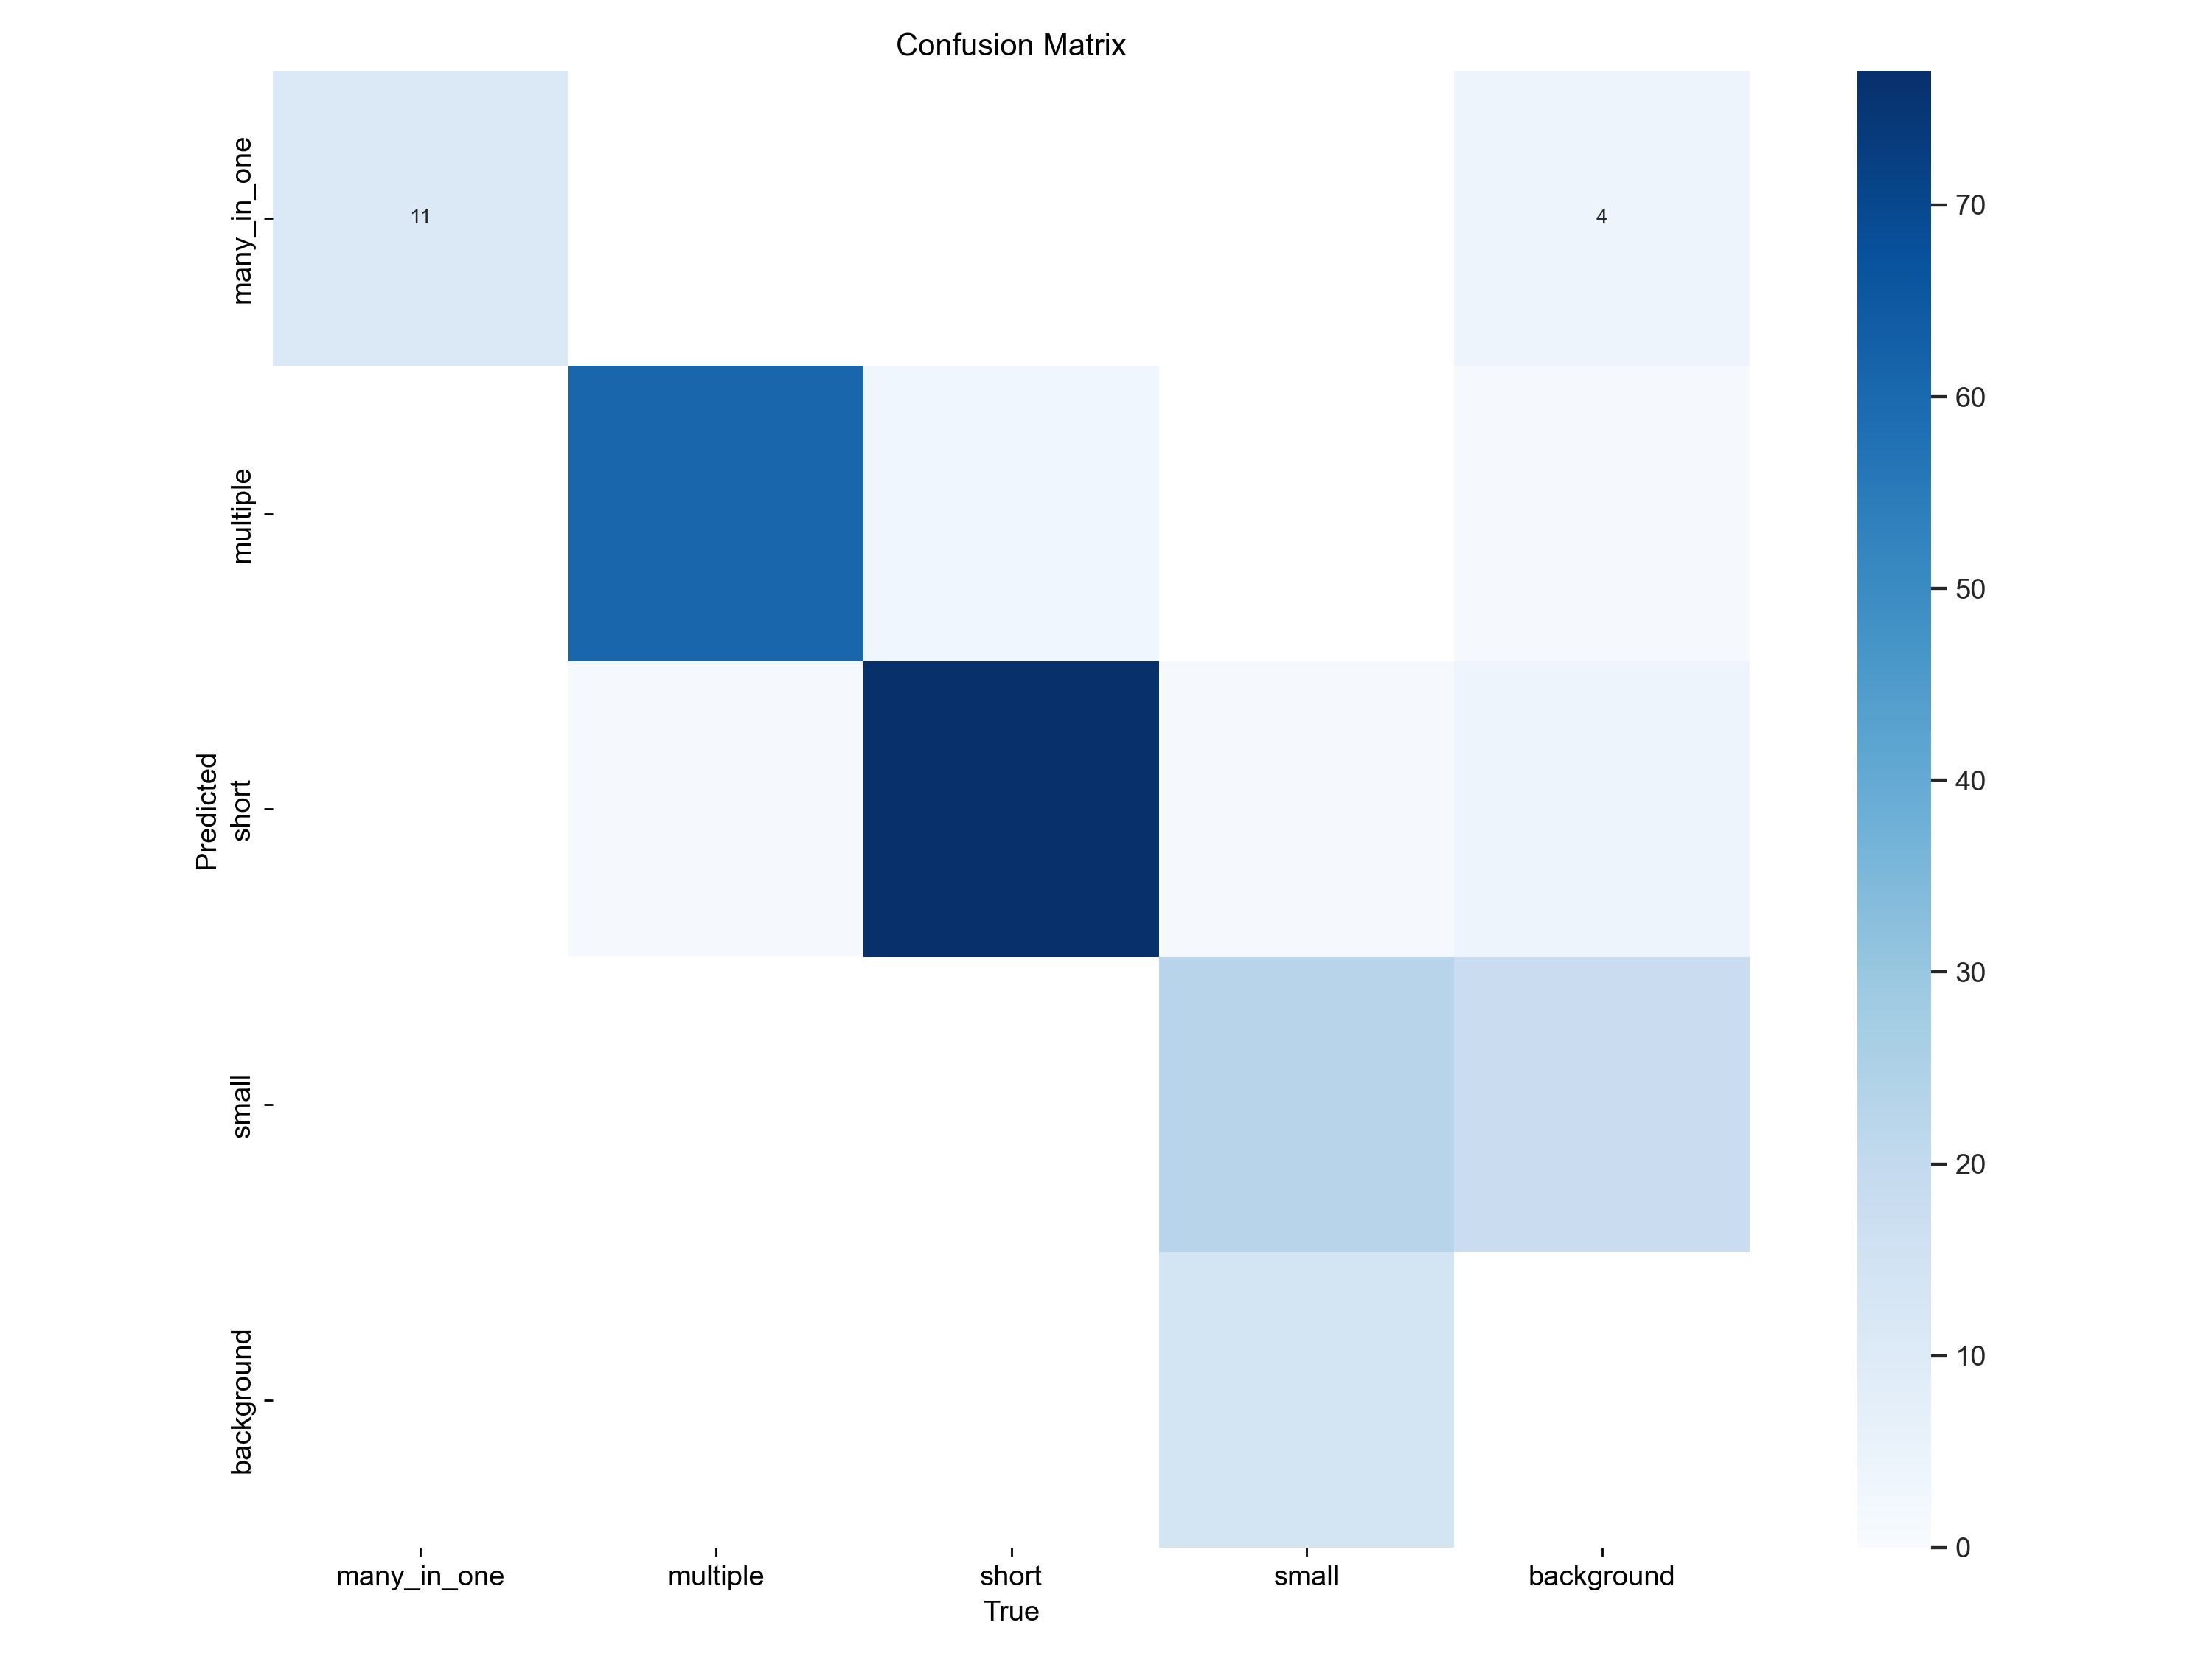 Confusion Matrix
many_in_one
11
4
multiple
Predicted
short
small
background
many_in_one
multiple
short
small
background
True
70
60
50
40
30
20
10
0